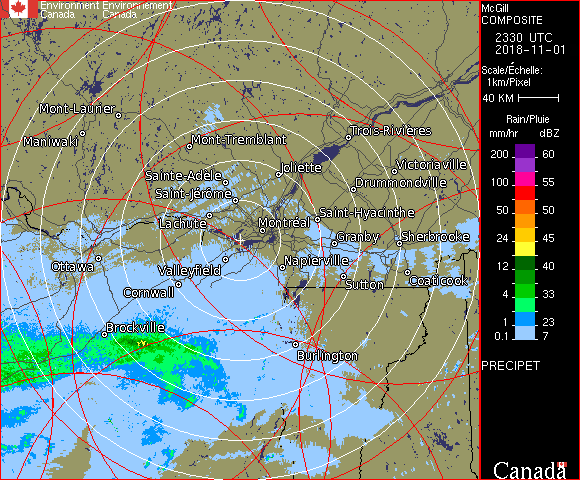 Environment Environnement
Canada Canada
McGill
COMPOSITE
2330 UTC
2018-11-01
Scale/Échelle:
1km/Pixel
40 KM
Rain/Pluie
mm/hr dBZ
200 60
100 55
50 50
24 45
12 40
4 33
1 23
0.1 7
PRECIPET
Canada
Mont-Laurier
Maniwaki
Mont-Tremblant
Trois-Rivières
Sainte-Adèle
Joliette
Victoriaville
Saint-Jérôme
Drummondville
Lachute
Montréal
Saint-Hyacinthe
Granby
Sherbrooke
Ottawa
Valleyfield
Napierville
Cornwall
Sutton
Coaticook
Brockville
Burlington